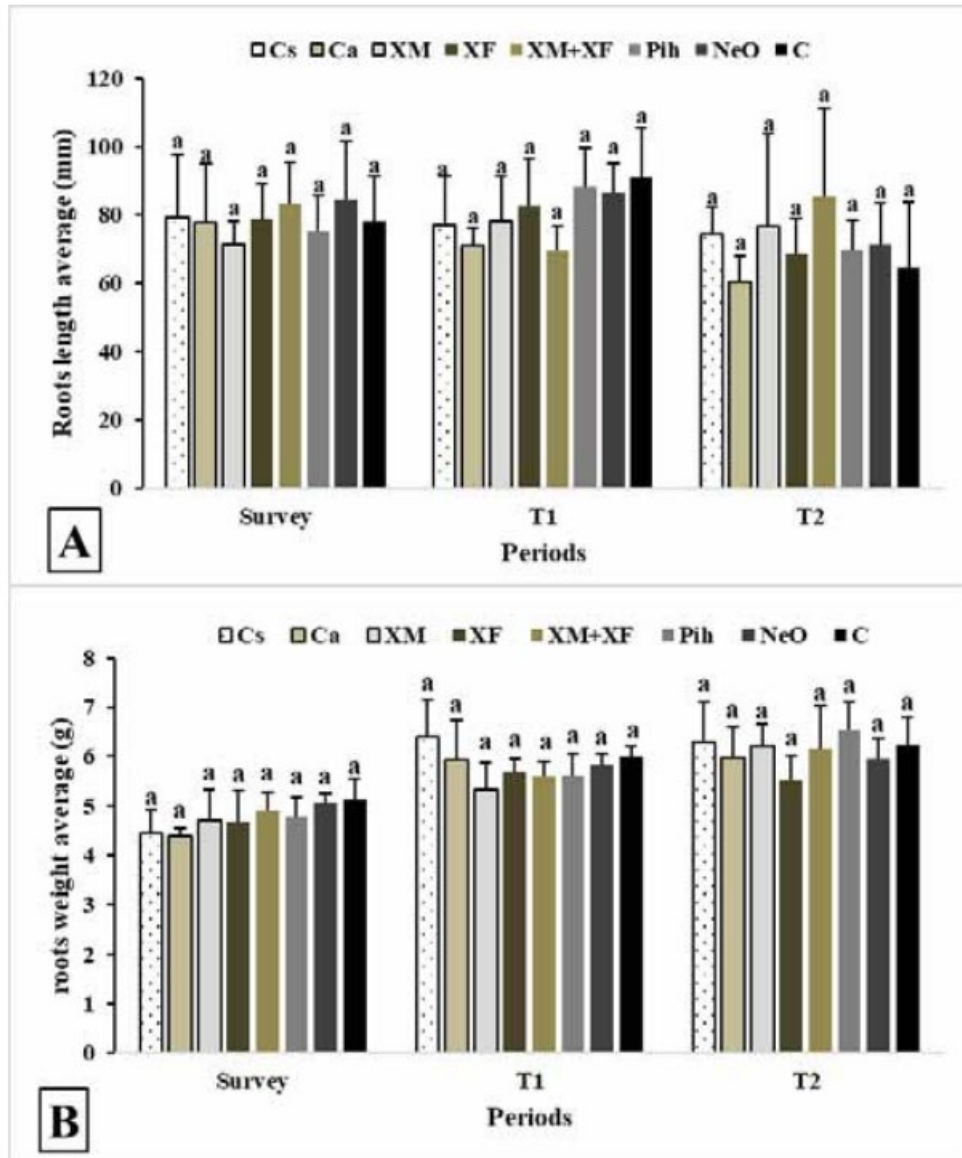 Cs Ca XM XF XM+XF Pih NeO C
120
100
80
60
40
20
0
Roots length average (mm)
a a a a a a a a
a a a a a a a a
a a a a a a a a
Survey T1 T2
Periods
A
Cs Ca XM XF XM+XF Pih NeO C
8
7
6
5
4
3
2
1
0
roots weight average (g)
a a a a a a a a
a a a a a a a a
a a a a a a a a
Survey T1 T2
Periods
B